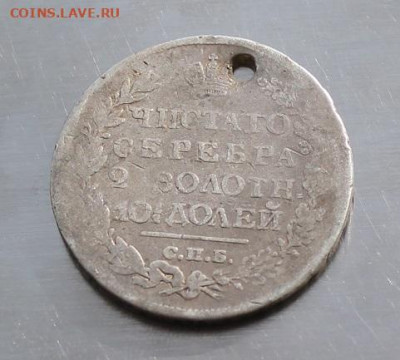 COINS.LAVE.RU
ЧИСТАГО
СЕРЕБРА
2 ЗОЛОТН.
10½ ДОЛЕЙ
С.П.Б.